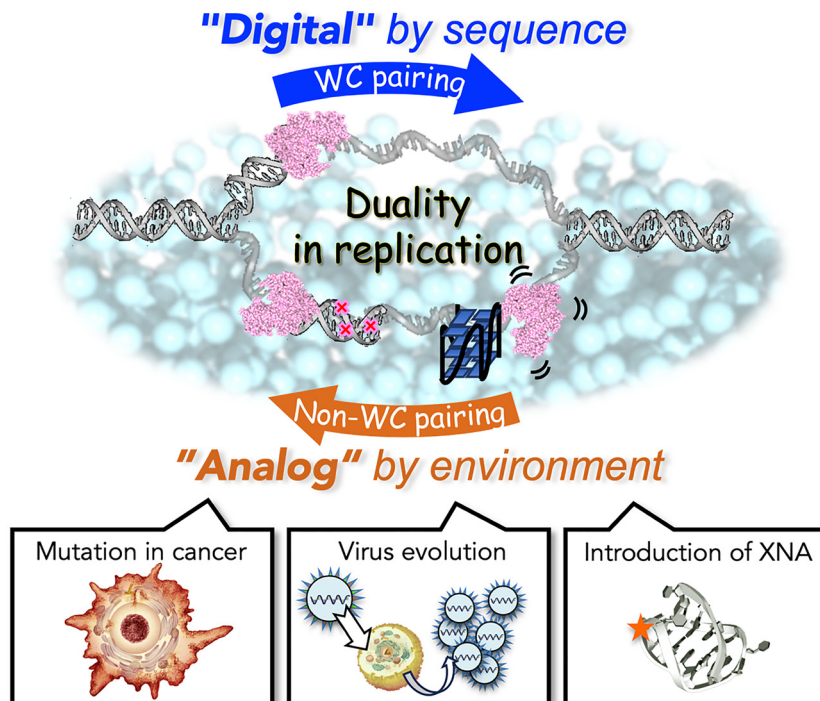 "Digital" by sequence
WC pairing
Duality
in replication
Non-WC pairing
"Analog" by environment
Mutation in cancer
Virus evolution
Introduction of XNA